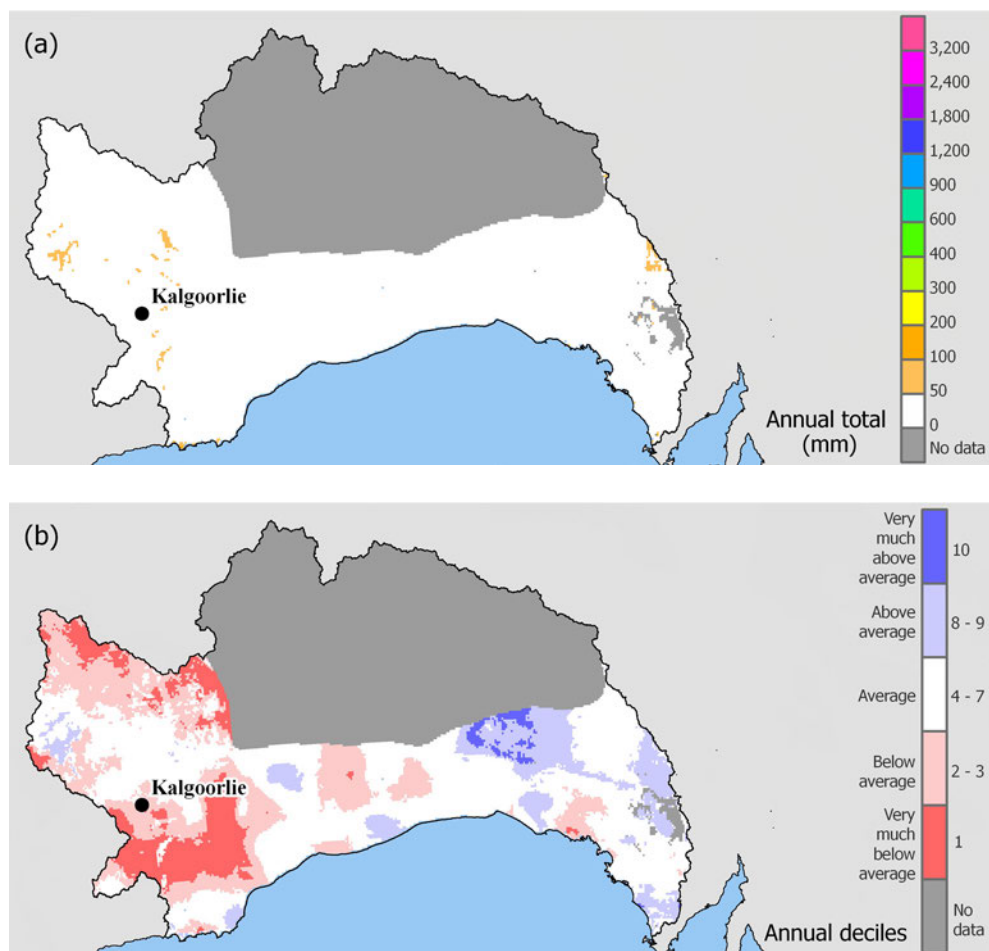 (a)
Kalgoorlie
3,200
2,400
1,800
1,200
900
600
400
300
200
100
50
0
No data
Annual total
(mm)
(b)
Kalgoorlie
Very
much
above
average
10
Above
average
8 - 9
Average
4 - 7
Below
average
2 - 3
Very
much
below
average
1
No
data
Annual deciles